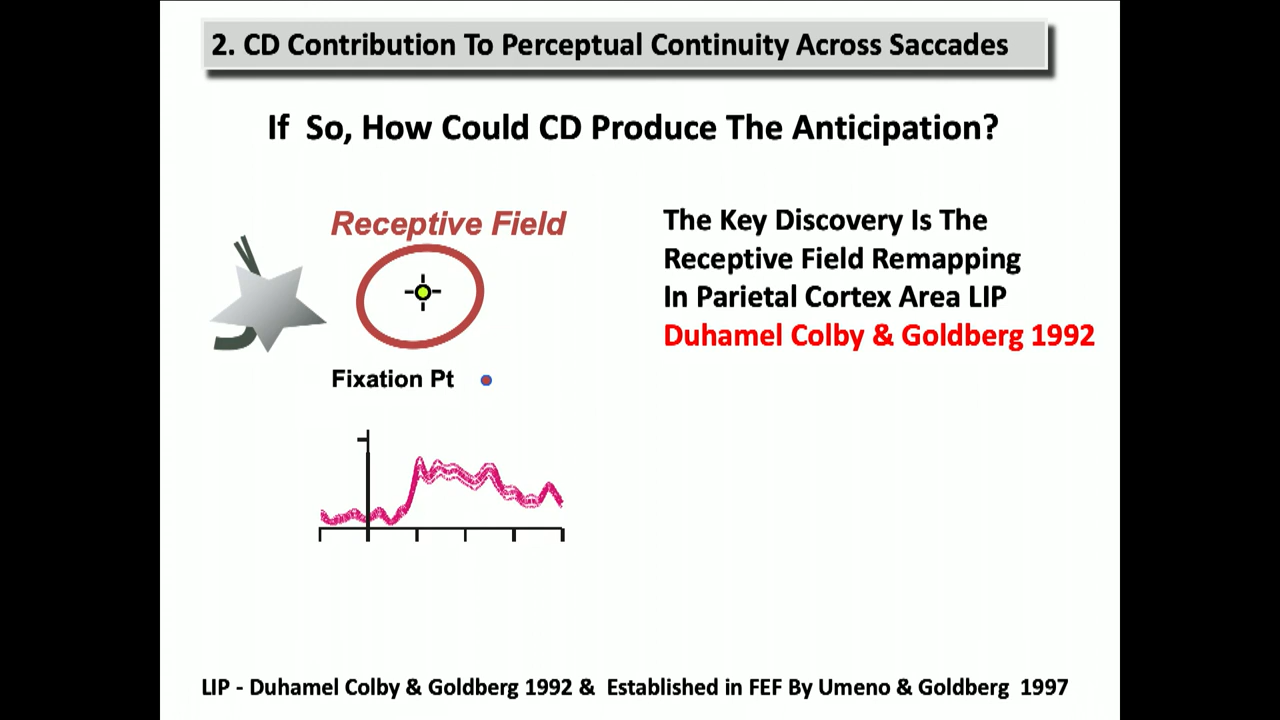 2. CD Contribution To Perceptual Continuity Across Saccades
If So, How Could CD Produce The Anticipation?
Receptive Field
Fixation Pt
The Key Discovery Is The
Receptive Field Remapping
In Parietal Cortex Area LIP
Duhamel Colby & Goldberg 1992
LIP - Duhamel Colby & Goldberg 1992 & Established in FEF By Umeno & Goldberg 1997